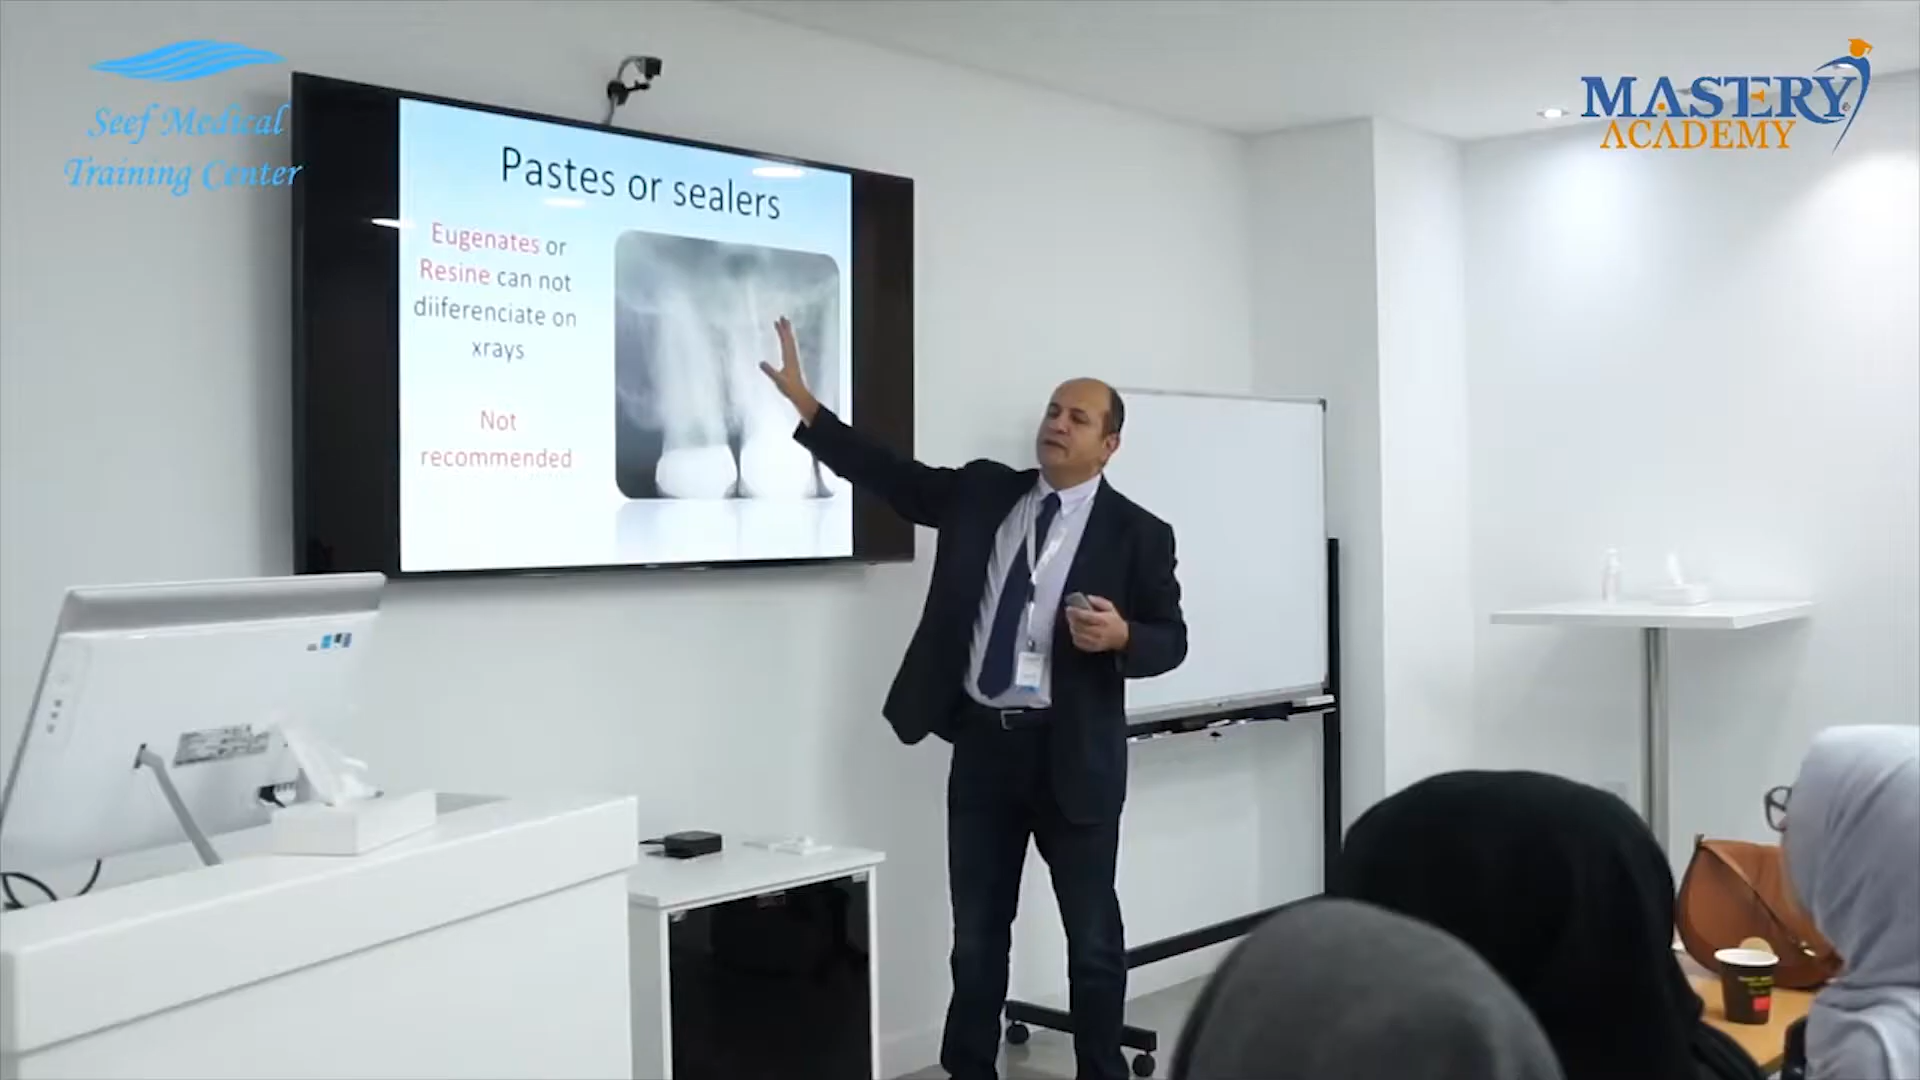 Seef Medical
Training Center
MASTERY
ACADEMY
Pastes or sealers
Eugenates or
Resine can not
diiferenciate on
xrays
Not
recommended